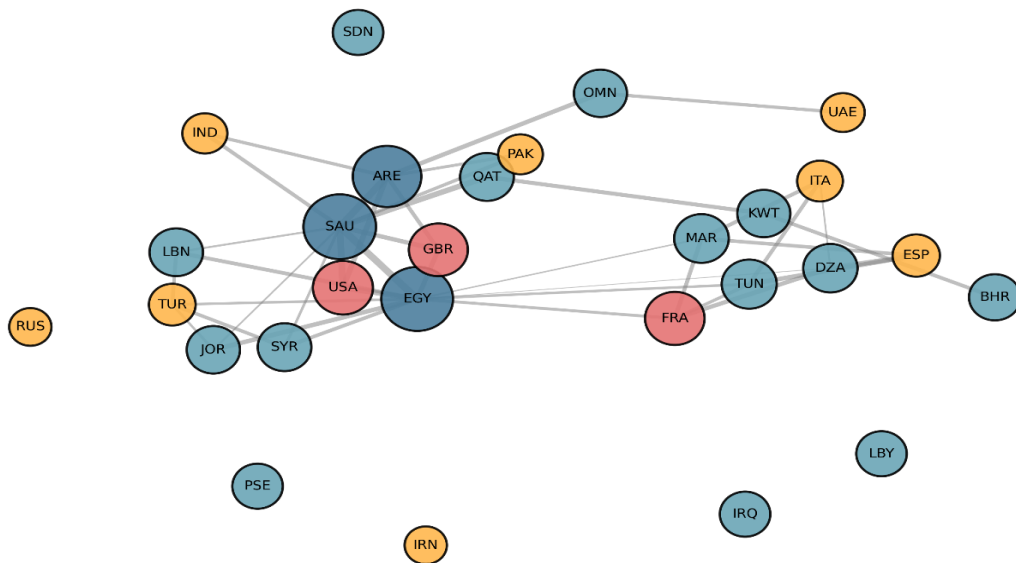 SDN
OMN
UAE
IND
PAK
ARE
QAT
ITA
KWT
SAU
MAR
GBR
LBN
ESP
DZA
USA
TUN
EGY
BHR
TUR
FRA
RUS
JOR
SYR
LBY
PSE
IRQ
IRN